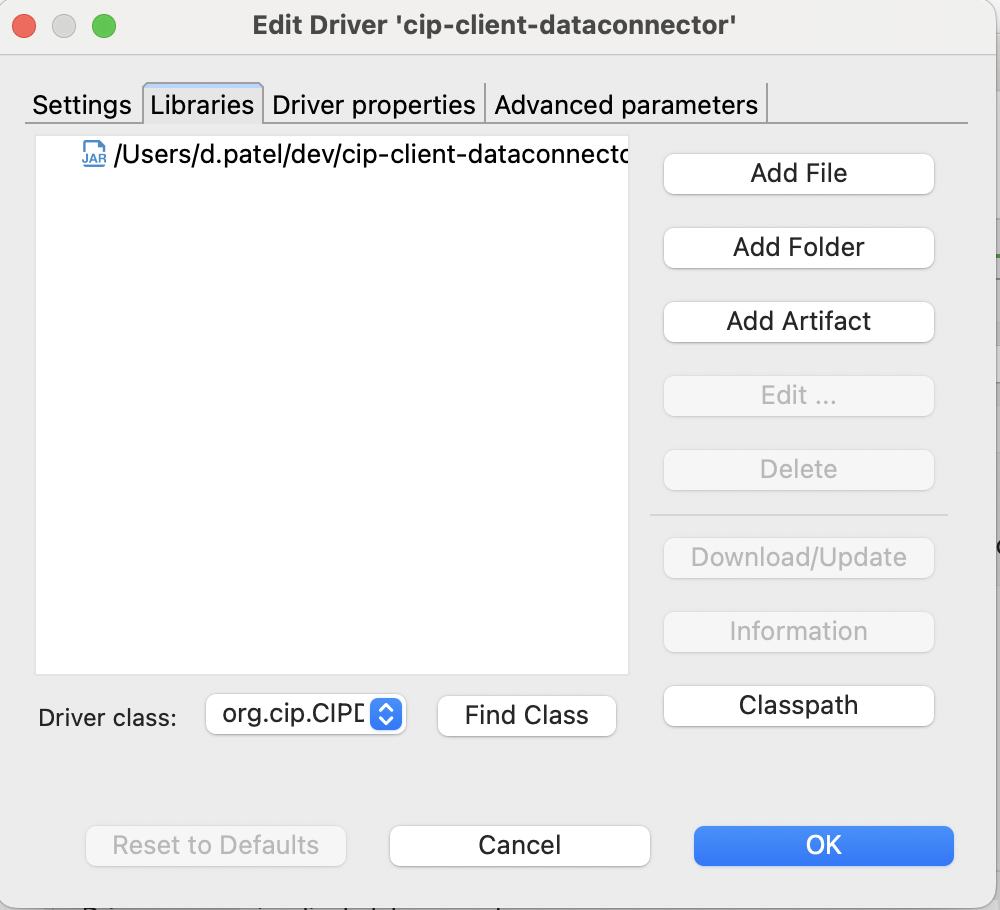 Edit Driver 'cip-client-dataconnector'
Settings
Libraries
Driver properties
Advanced parameters
JAR
/Users/d.patel/dev/cip-client-dataconnecto
Add File
Add Folder
Add Artifact
Edit ...
Delete
Download/Update
Information
Classpath
Driver class:
org.cip.CIPD
Find Class
Reset to Defaults
Cancel
OK